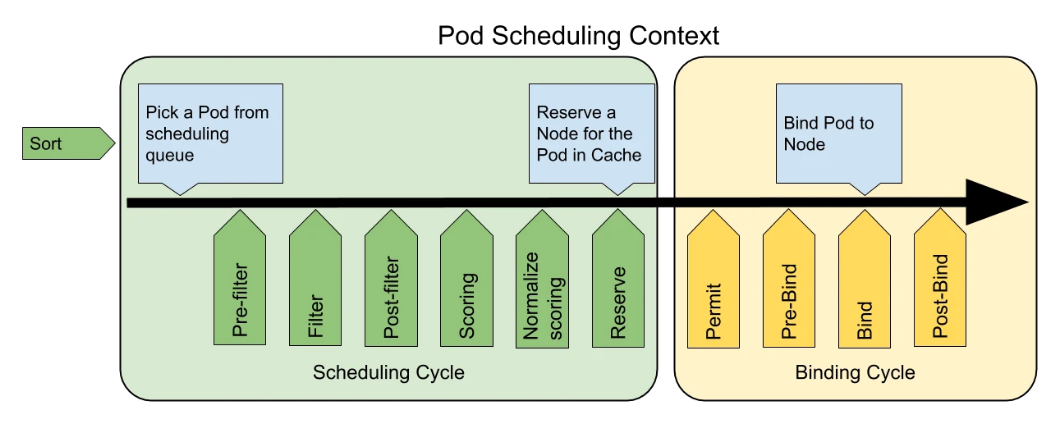 Pod Scheduling Context
Sort
Pick a Pod from
scheduling
queue
Reserve a
Node for the
Pod in Cache
Bind Pod to
Node
Pre-filter
Filter
Post-filter
Scoring
Normalize
scoring
Reserve
Permit
Pre-Bind
Bind
Post-Bind
Scheduling Cycle
Binding Cycle